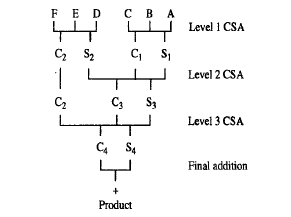 F E D C B A Level 1 CSA
C₂ S₂ C₁ S₁
Level 2 CSA
C₂ C₃ S₃
Level 3 CSA
C₄ S₄
Final addition
+
Product